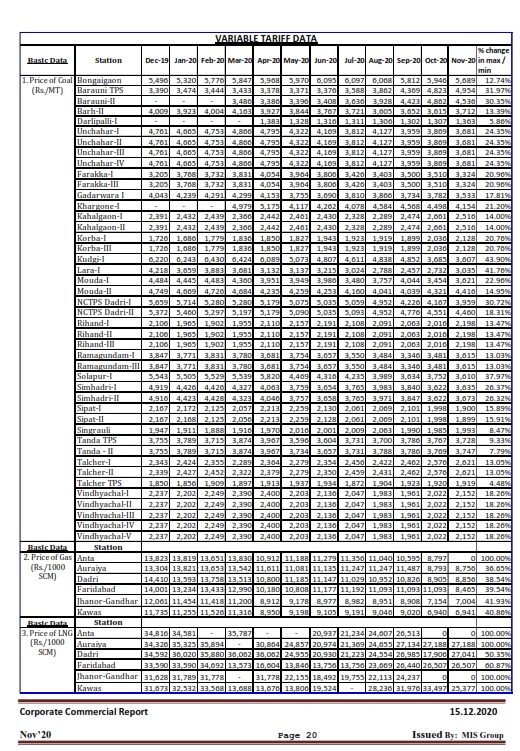 VARIABLE TARIFF DATA
Basic Data Station Dec-19 Jan-20 Feb-20 Mar-20 Apr-20 May-20 Jun-20 Jul-20 Aug-20 Sep-20 Oct-20 Nov-20 % change in max / min
1. Price of Coal (Rs./MT) Bongaigaon 5,496 5,320 5,776 5,847 5,968 5,970 6,095 6,097 6,068 5,812 5,946 5,689 12.74%
Barauni TPS 3,390 3,474 3,444 3,433 3,378 3,371 3,376 3,588 3,862 4,369 4,823 4,954 31.97%
Barauni-II - - - 3,486 3,386 3,396 3,408 3,636 3,928 4,423 4,862 4,536 30.35%
Barh-II 4,009 3,923 4,004 4,163 3,927 3,844 3,767 3,721 3,605 3,652 3,615 3,712 13.39%
Darlipalli-I - - - - 1,383 1,328 1,316 1,311 1,306 1,302 1,307 1,363 5.86%
Unchahar-I 4,761 4,665 4,753 4,866 4,795 4,322 4,169 3,812 4,127 3,959 3,869 3,681 24.35%
Unchahar-II 4,761 4,665 4,753 4,866 4,795 4,322 4,169 3,812 4,127 3,959 3,869 3,681 24.35%
Unchahar-III 4,761 4,665 4,753 4,866 4,795 4,322 4,169 3,812 4,127 3,959 3,869 3,681 24.35%
Unchahar-IV 4,761 4,665 4,753 4,866 4,795 4,322 4,169 3,812 4,127 3,959 3,869 3,681 24.35%
Farakka-I 3,205 3,768 3,732 3,831 4,054 3,964 3,806 3,426 3,403 3,500 3,510 3,324 20.96%
Farakka-III 3,205 3,768 3,732 3,831 4,054 3,964 3,806 3,426 3,403 3,500 3,510 3,324 20.96%
Gadarwara I 4,043 4,239 4,291 4,299 4,153 3,755 3,690 3,810 3,866 3,734 3,782 3,533 17.81%
Khargone-I - - - 4,979 5,175 4,117 4,262 4,078 4,584 4,568 4,498 4,154 21.20%
Kahalgaon-I 2,391 2,432 2,439 2,366 2,442 2,461 2,430 2,328 2,289 2,474 2,661 2,516 14.00%
Kahalgaon-II 2,391 2,432 2,439 2,366 2,442 2,461 2,430 2,328 2,289 2,474 2,661 2,516 14.00%
Korba-I 1,726 1,686 1,779 1,836 1,850 1,827 1,943 1,923 1,919 1,899 2,036 2,128 20.76%
Korba-III 1,726 1,686 1,779 1,836 1,850 1,827 1,943 1,923 1,919 1,899 2,036 2,128 20.76%
Kudgi-I 6,220 6,243 6,430 6,424 6,089 5,073 4,807 4,611 4,838 4,852 3,685 3,607 43.90%
Lara-I 4,218 3,659 3,883 3,681 3,132 3,137 3,215 3,024 2,788 2,457 2,732 3,035 41.76%
Mouda-I 4,484 4,445 4,483 4,360 3,951 3,949 3,986 3,480 3,757 4,044 3,454 3,621 22.96%
Mouda-II 4,749 4,669 4,726 4,684 4,235 4,259 4,253 4,160 4,041 4,039 4,321 4,416 14.95%
NCTPS Dadri-I 5,659 5,714 5,280 5,280 5,179 5,075 5,035 5,059 4,952 4,226 4,167 3,959 30.72%
NCTPS Dadri-II 5,372 5,460 5,297 5,197 5,179 5,090 5,035 5,093 4,952 4,776 4,551 4,460 18.31%
Rihand-I 2,106 1,965 1,902 1,955 2,110 2,157 2,191 2,108 2,091 2,063 2,016 2,198 13.47%
Rihand-II 2,106 1,965 1,902 1,955 2,110 2,157 2,191 2,108 2,091 2,063 2,016 2,198 13.47%
Rihand-III 2,106 1,965 1,902 1,955 2,110 2,157 2,191 2,108 2,091 2,063 2,016 2,198 13.47%
Ramagundam-I 3,847 3,771 3,831 3,780 3,681 3,754 3,657 3,550 3,484 3,346 3,481 3,615 13.03%
Ramagundam-III 3,847 3,771 3,831 3,780 3,681 3,754 3,657 3,550 3,484 3,346 3,481 3,615 13.03%
Solapur-I 5,543 5,505 5,529 5,539 5,820 4,469 4,316 4,235 3,989 3,634 3,752 3,610 37.97%
Simhadri-I 4,919 4,426 4,426 4,327 4,063 3,759 3,654 3,765 3,983 3,840 3,622 3,635 26.37%
Simhadri-II 4,916 4,423 4,428 4,323 4,046 3,757 3,658 3,765 3,971 3,847 3,622 3,673 26.32%
Sipat-I 2,167 2,172 2,125 2,057 2,213 2,259 2,130 2,061 2,069 2,101 1,998 1,900 15.89%
Sipat-II 2,167 2,168 2,125 2,056 2,213 2,259 2,128 2,061 2,069 2,101 1,998 1,899 15.91%
Singrauli 1,947 1,911 1,888 1,916 1,970 2,016 2,001 2,009 2,063 1,990 1,985 1,993 8.47%
Tanda TPS 3,755 3,789 3,715 3,874 3,967 3,596 3,604 3,731 3,700 3,786 3,767 3,728 9.33%
Tanda - II 3,755 3,789 3,715 3,874 3,967 3,734 3,657 3,731 3,788 3,786 3,769 3,747 7.79%
Talcher-I 2,343 2,424 2,355 2,289 2,364 2,279 2,354 2,456 2,422 2,462 2,576 2,621 13.05%
Talcher-II 2,339 2,427 2,422 2,322 2,379 2,279 2,350 2,459 2,431 2,462 2,576 2,621 13.05%
Talcher TPS 1,850 1,856 1,909 1,897 1,913 1,937 1,934 1,872 1,904 1,923 1,920 1,919 4.48%
Vindhyachal-I 2,237 2,202 2,249 2,390 2,400 2,203 2,136 2,047 1,983 1,961 2,022 2,152 18.26%
Vindhyachal-II 2,237 2,202 2,249 2,390 2,400 2,203 2,136 2,047 1,983 1,961 2,022 2,152 18.26%
Vindhyachal-III 2,237 2,202 2,249 2,390 2,400 2,203 2,136 2,047 1,983 1,961 2,022 2,152 18.26%
Vindhyachal-IV 2,237 2,202 2,249 2,390 2,400 2,203 2,136 2,047 1,983 1,961 2,022 2,152 18.26%
Vindhyachal-V 2,237 2,202 2,249 2,390 2,400 2,203 2,136 2,047 1,983 1,961 2,022 2,152 18.26%
Basic Data Station
2. Price of Gas (Rs./1000 SCM) Anta 13,823 13,819 13,651 13,830 10,912 11,188 11,279 11,356 11,040 10,595 8,797 0 100.00%
Auraiya 13,304 13,821 13,653 13,542 11,611 11,081 11,135 11,247 11,247 11,487 8,793 8,756 36.65%
Dadri 14,410 13,593 13,758 13,513 10,800 11,185 11,147 11,029 10,952 10,826 8,905 8,856 38.54%
Faridabad 14,001 13,234 13,433 12,990 10,180 10,808 11,177 11,192 11,093 11,093 11,093 8,465 39.54%
Jhanor-Gandhar 12,061 11,454 11,418 11,200 8,912 9,178 8,977 8,982 8,951 8,908 7,154 7,004 41.93%
Kawas 11,735 11,255 11,526 11,316 8,950 9,198 9,105 9,191 9,046 9,020 6,940 6,941 40.86%
Basic Data Station
3. Price of LNG (Rs./1000 SCM) Anta 34,816 34,581 - 35,787 - - 20,937 21,234 24,607 26,513 0 0 100.00%
Auraiya 34,326 35,325 35,894 - 30,864 24,857 20,974 21,369 24,655 27,134 27,188 27,188 100.00%
Dadri 34,592 36,020 35,880 36,062 36,062 24,955 20,930 21,223 24,554 26,985 17,906 27,041 50.35%
Faridabad 33,590 33,590 34,692 13,573 16,604 13,846 13,756 13,756 23,669 26,440 26,507 26,507 60.87%
Jhanor-Gandhar 31,628 31,789 31,778 - 31,778 22,155 18,492 19,755 22,113 24,237 0 0 100.00%
Kawas 31,673 32,532 33,568 13,688 13,676 13,806 19,524 - 28,236 31,976 33,497 25,377 100.00%
Corporate Commercial Report 15.12.2020
Nov'20 Page 20 Issued By: MIS Group